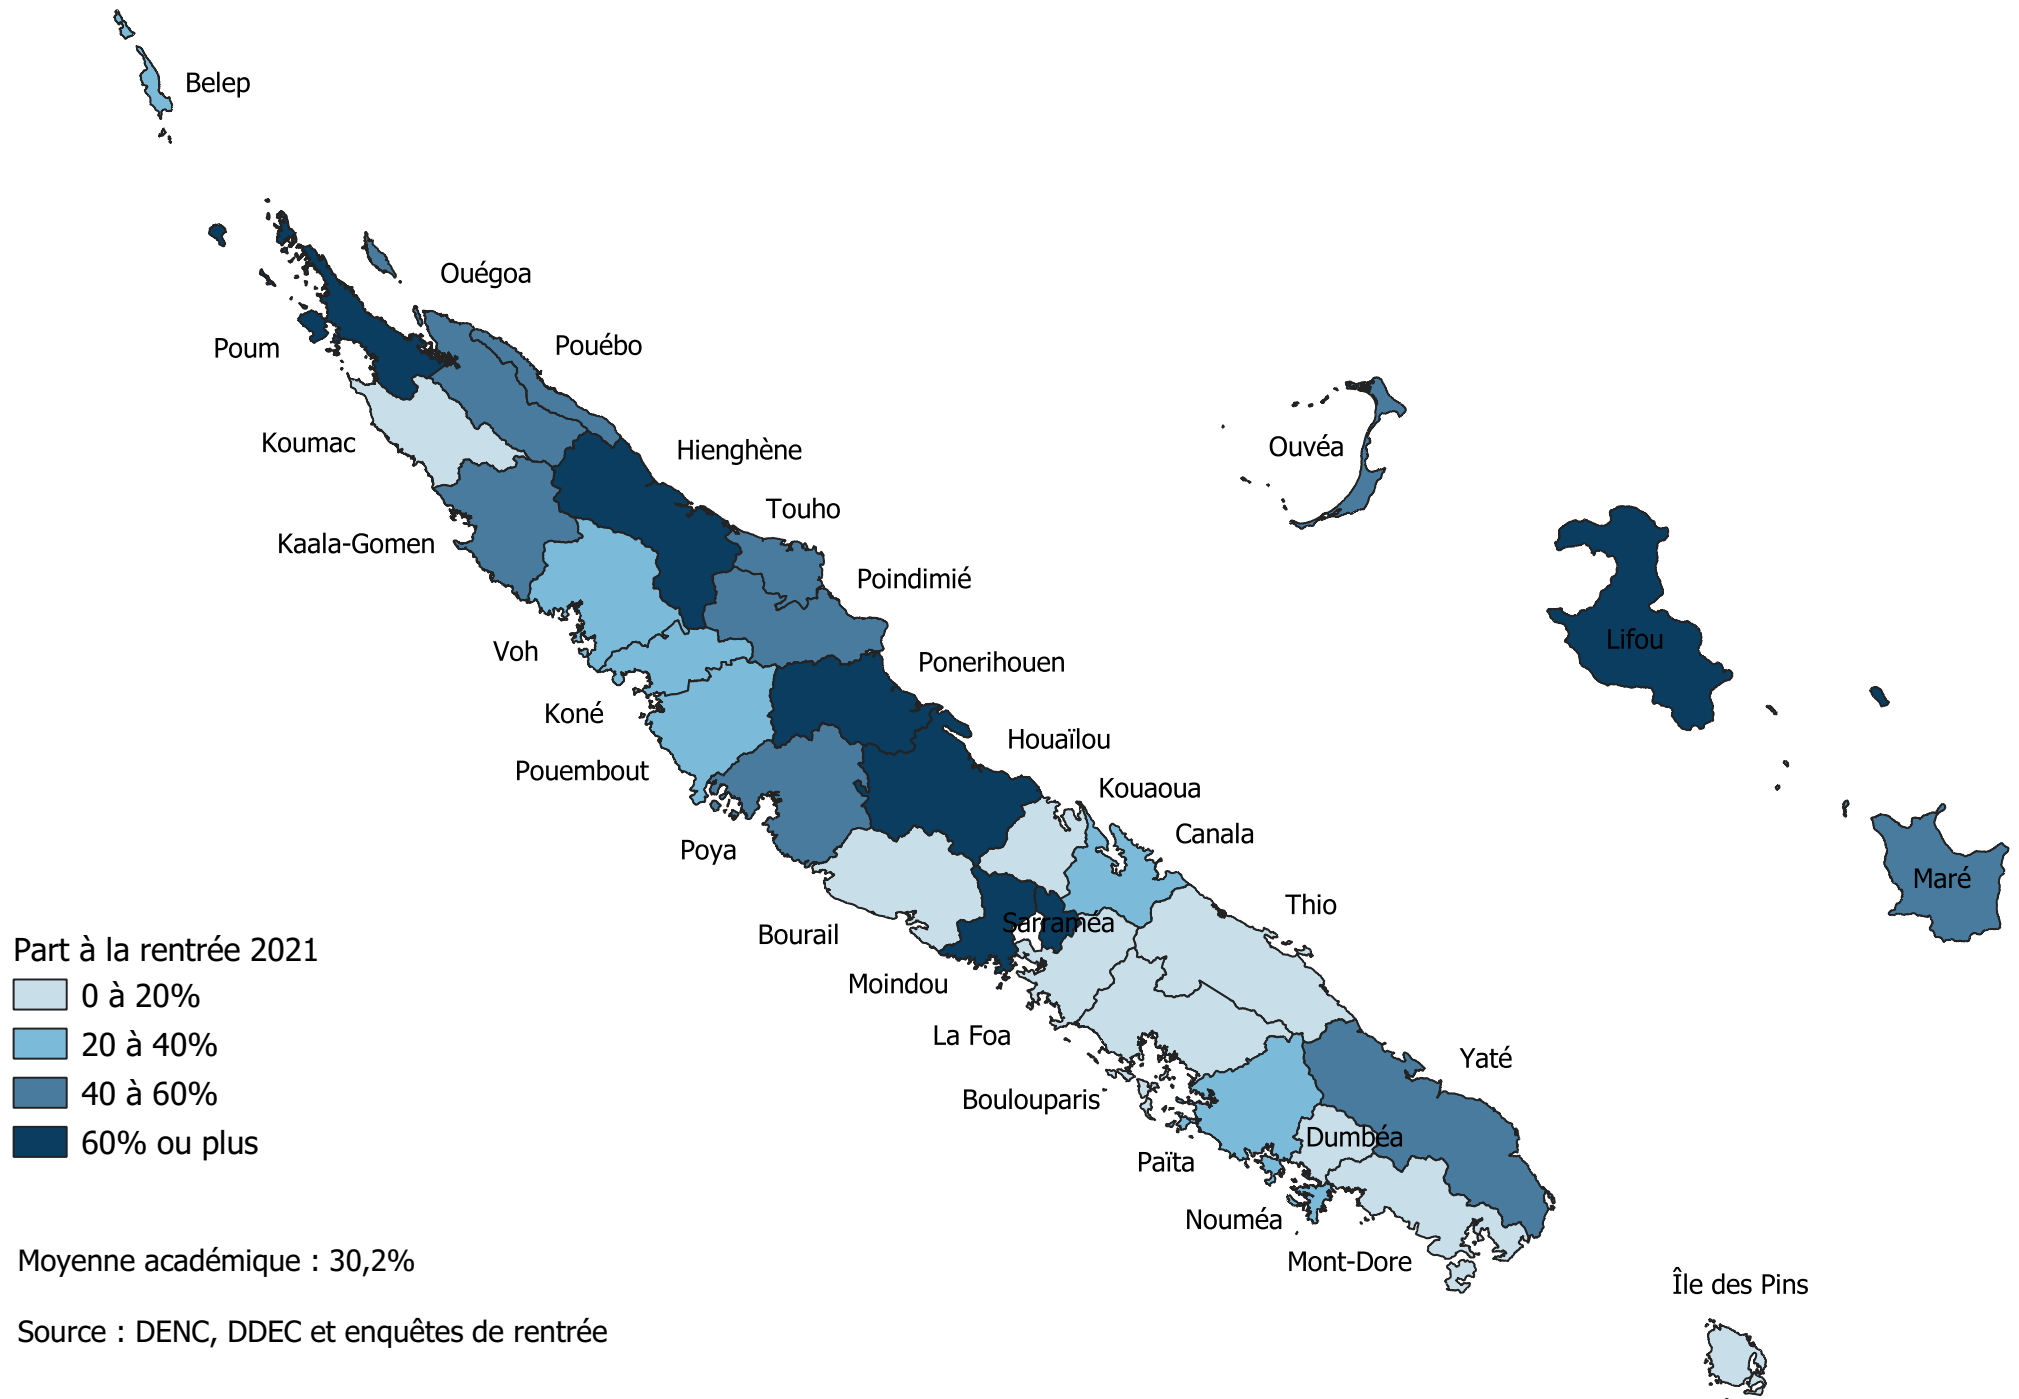 Belep
Ouégoa
Pouébo
Poum
Koumac
Hienghène
Ouvéa
Touho
Kaala-Gomen
Poindimié
Lifou
Voh
Ponerihouen
Koné
Houaïlou
Pouembout
Kouaoua
Canala
Poya
Maré
Thio
Sarraméa
Bourail
Moindou
La Foa
Yaté
Boulouparis
Dumbéa
Païta
Nouméa
Mont-Dore
Île des Pins
Part à la rentrée 2021
0 à 20%
20 à 40%
40 à 60%
60% ou plus
Moyenne académique : 30,2%
Source : DENC, DDEC et enquêtes de rentrée